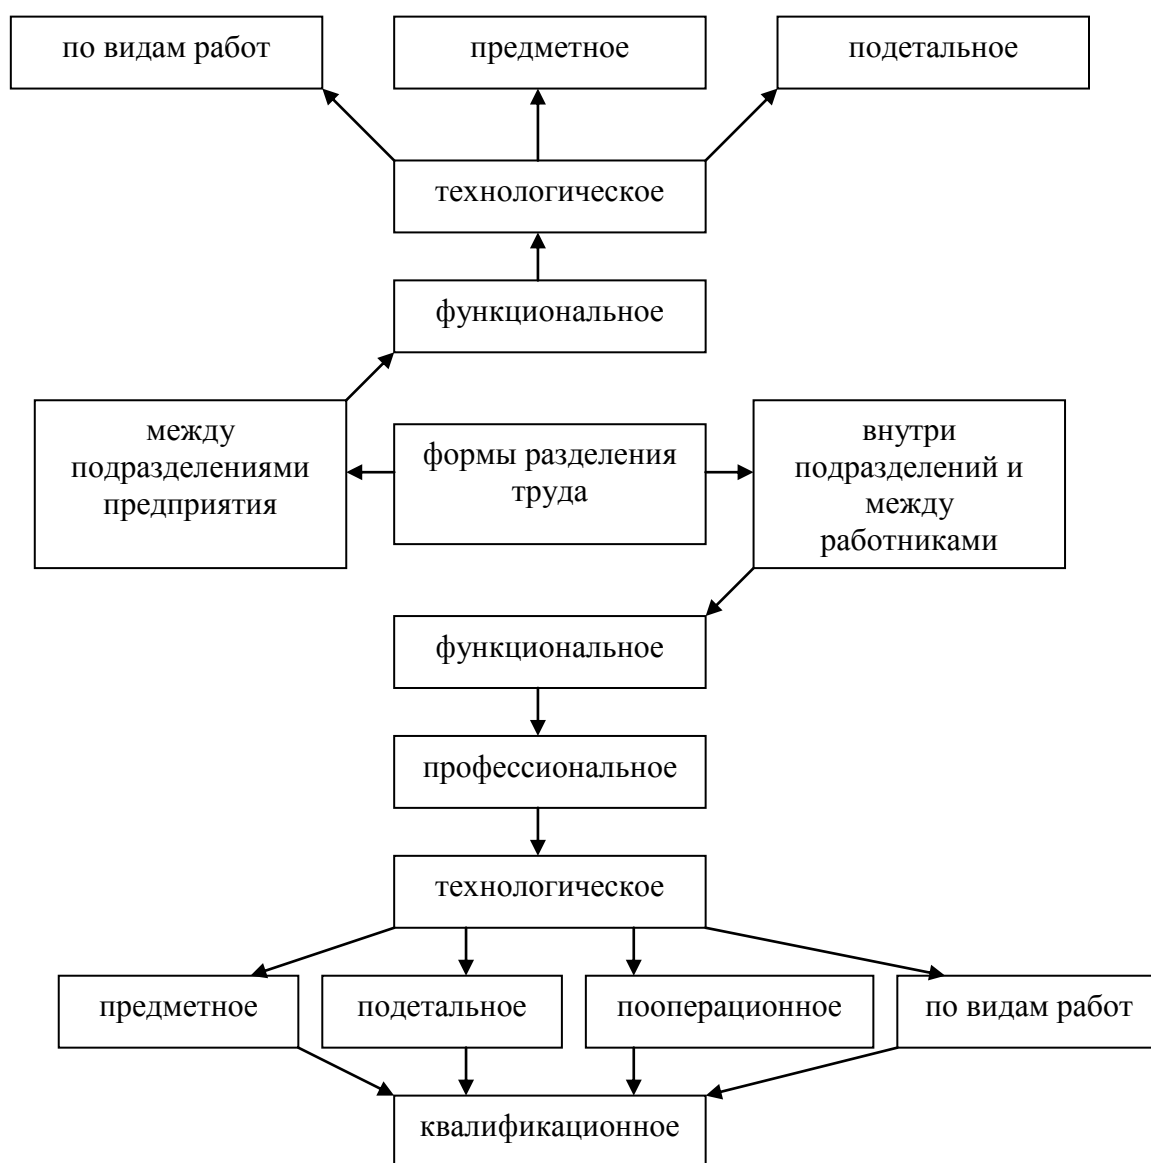 по видам работ
предметное
подетальное
технологическое
функциональное
между
подразделениями
предприятия
формы разделения
труда
внутри
подразделений и
между
работниками
функциональное
профессиональное
технологическое
предметное
подетальное
пооперационное
по видам работ
квалификационное